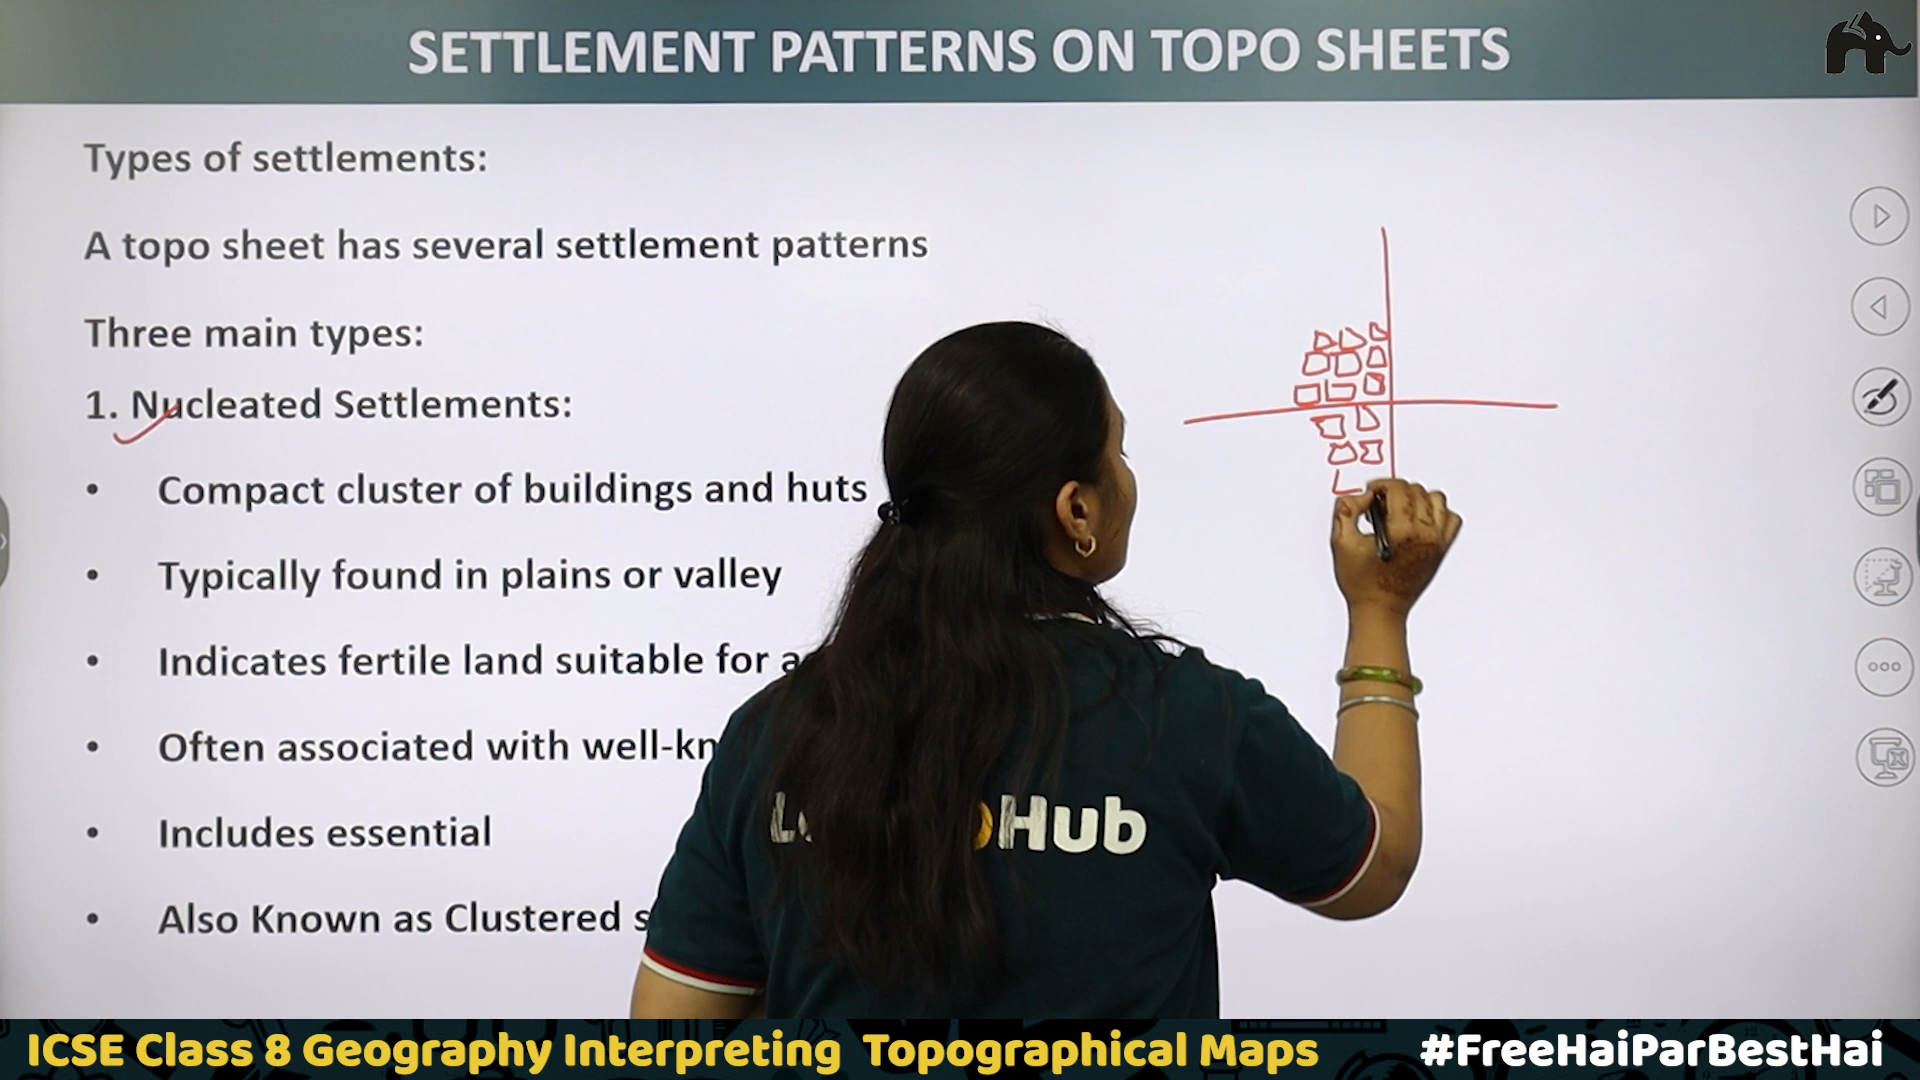 SETTLEMENT PATTERNS ON TOPO SHEETS
Types of settlements:
A topo sheet has several settlement patterns
Three main types:
1. Nucleated Settlements:
• Compact cluster of buildings and huts
• Typically found in plains or valley
• Indicates fertile land suitable for
• Often associated with
• Includes essential
• Also Known as Clustered
Hub
ICSE Class 8 Geography Interpreting Topographical Maps
#FreeHaiParBestHai